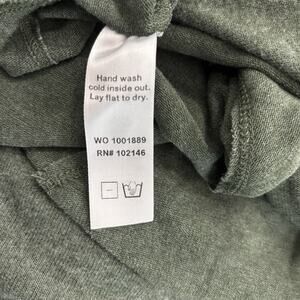 Hand wash
cold inside out.
Lay flat to dry.
WO 1001889
RN# 102146